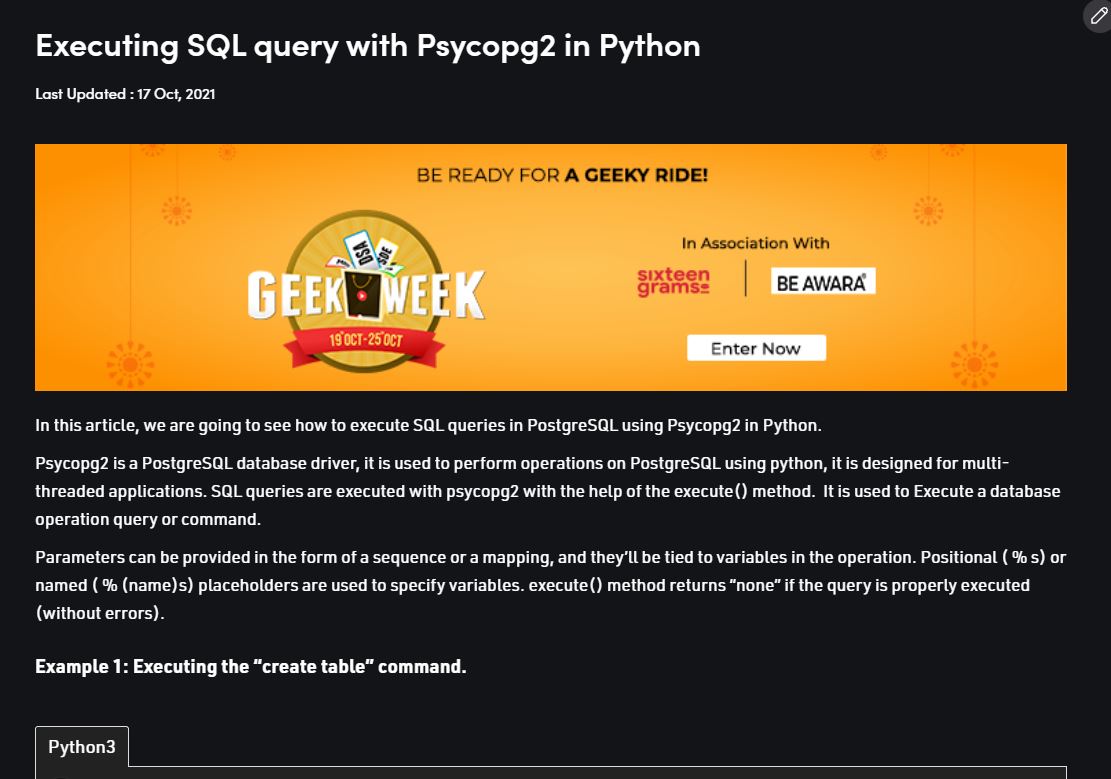 Executing SQL query with Psycopg2 in Python
Last Updated : 17 Oct, 2021
BE READY FOR A GEEKY RIDE!
DSA
SDE
GEEK WEEK
19th OCT-25th OCT
In Association With
sixteen
grams
BE AWARA®
Enter Now
In this article, we are going to see how to execute SQL queries in PostgreSQL using Psycopg2 in Python.
Psycopg2 is a PostgreSQL database driver, it is used to perform operations on PostgreSQL using python, it is designed for multi-
threaded applications. SQL queries are executed with psycopg2 with the help of the execute() method.  It is used to Execute a database
operation query or command.
Parameters can be provided in the form of a sequence or a mapping, and they’ll be tied to variables in the operation. Positional ( % s) or
named ( % (name)s) placeholders are used to specify variables. execute() method returns “none” if the query is properly executed
(without errors).
Example 1: Executing the “create table” command.
Python3